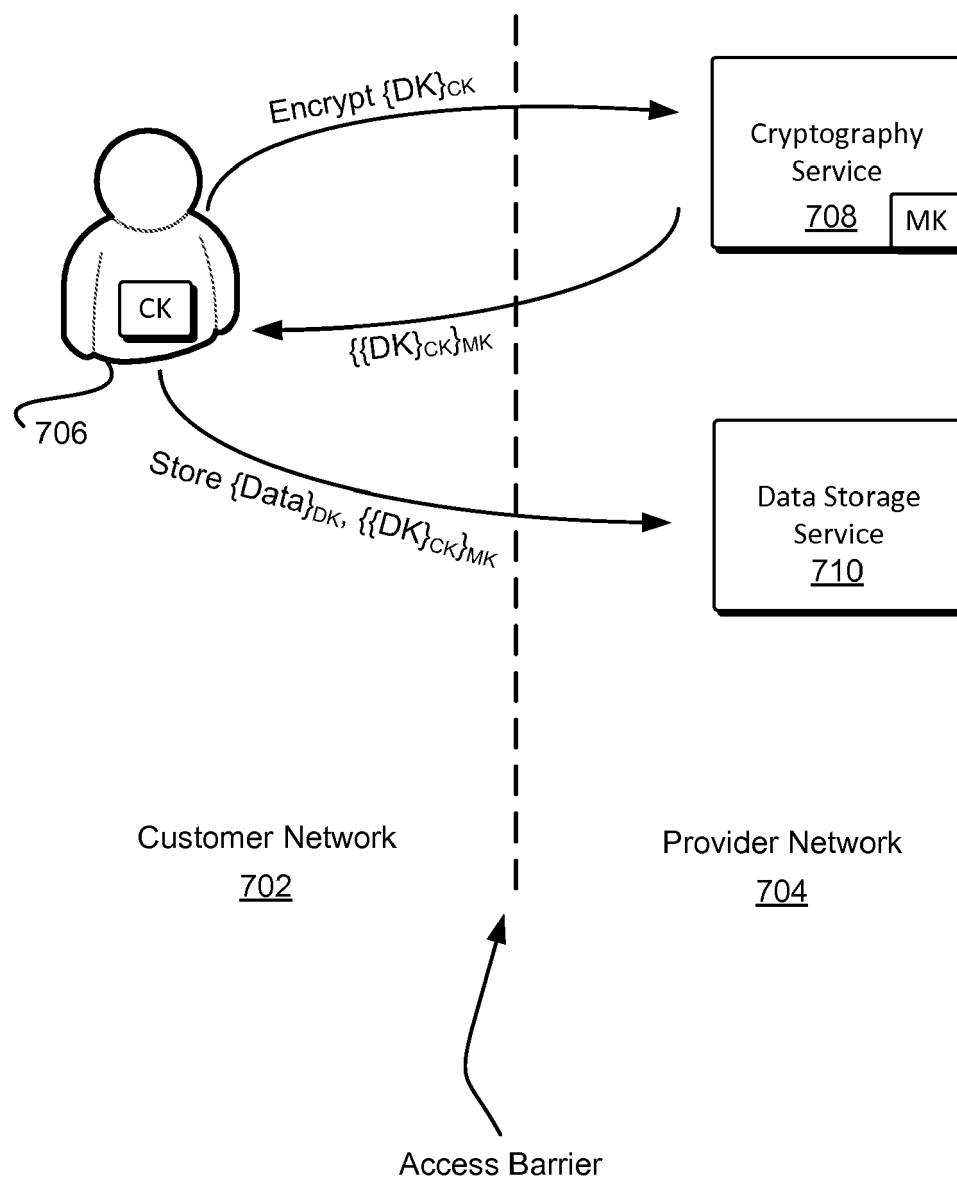 Encrypt {DK}CK
Cryptography
Service
708
MK
CK
{{DK}CK}MK
706
Store {Data}DK, {{DK}CK}MK
Data Storage
Service
710
Customer Network
702
Provider Network
704
Access Barrier